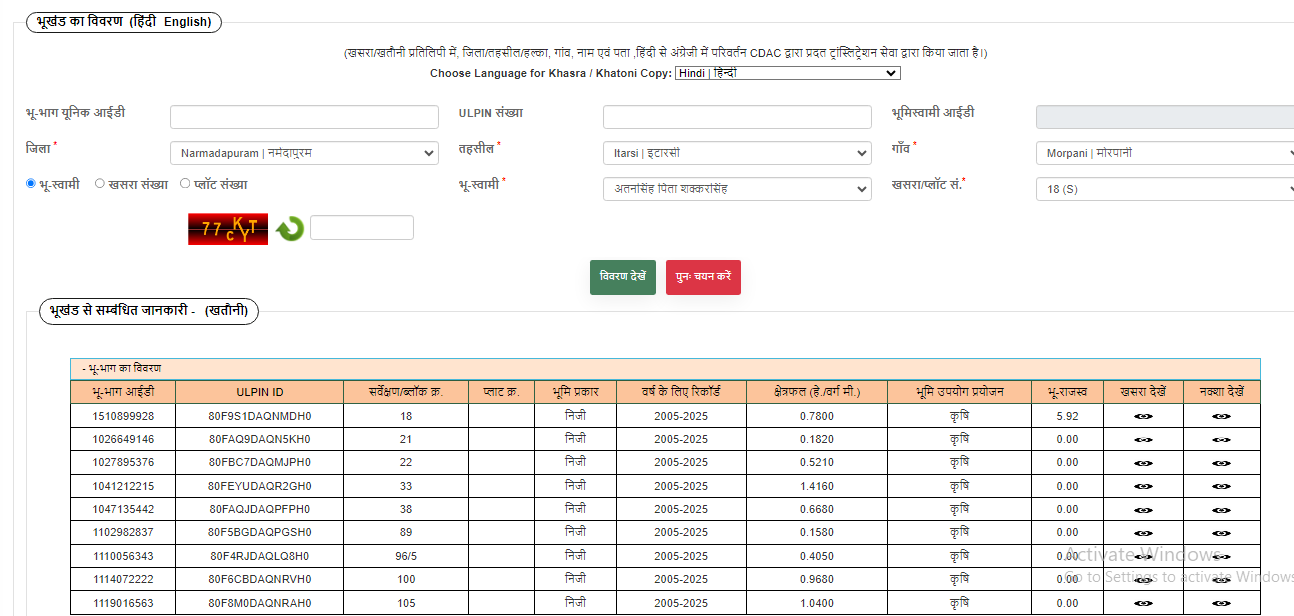 भूखंड का विवरण (हिंदी English)
(खसरा/खतौनी प्रतिलिपी में, जिला/तहसील/हल्का, गांव, नाम एवं पता ,हिंदी से अंग्रेजी में परिवर्तन CDAC द्वारा प्रदत ट्रांस्लिट्रेशन सेवा द्वारा किया जाता है।)
Choose Language for Khasra / Khatoni Copy: Hindi | हिन्दी
भू-भाग यूनिक आईडी ULPIN संख्या भूमिस्वामी आईडी
जिला * Narmadapuram | नर्मदापुरम तहसील * Itarsi | इटारसी गाँव * Morpani | मोरपानी
भू-स्वामी खसरा संख्या प्लॉट संख्या भू-स्वामी * अतनसिंह पिता शक्करसिंह खसरा/प्लॉट सं.* 18 (S)
77cKYT
विवरण देखें पुनः चयन करें
भूखंड से सम्बंधित जानकारी - (खतौनी)
- भू-भाग का विवरण
भू-भाग आईडी ULPIN ID सर्वेक्षण/ब्लॉक क्र. प्लाट क्र. भूमि प्रकार वर्ष के लिए रिकॉर्ड क्षेत्रफल (हे./वर्ग मी.) भूमि उपयोग प्रयोजन भू-राजस्व खसरा देखें नक्शा देखें
1510899928 80F9S1DAQNMDH0 18 निजी 2005-2025 0.7800 कृषि 5.92
1026649146 80FAQ9DAQN5KH0 21 निजी 2005-2025 0.1820 कृषि 0.00
1027895376 80FBC7DAQMJPH0 22 निजी 2005-2025 0.5210 कृषि 0.00
1041212215 80FEYUDAQR2GH0 33 निजी 2005-2025 1.4160 कृषि 0.00
1047135442 80FAQJDAQPFPH0 38 निजी 2005-2025 0.6680 कृषि 0.00
1102982837 80F5BGDAQPGSH0 89 निजी 2005-2025 0.1580 कृषि 0.00
1110056343 80F4RJDAQLQ8H0 96/5 निजी 2005-2025 0.4050 कृषि 0.00
1114072222 80F6CBDAQNRVH0 100 निजी 2005-2025 0.9680 कृषि 0.00
1119016563 80F8M0DAQNRAH0 105 निजी 2005-2025 1.0400 कृषि 0.00
Activate Windows
Go to Settings to activate Windows